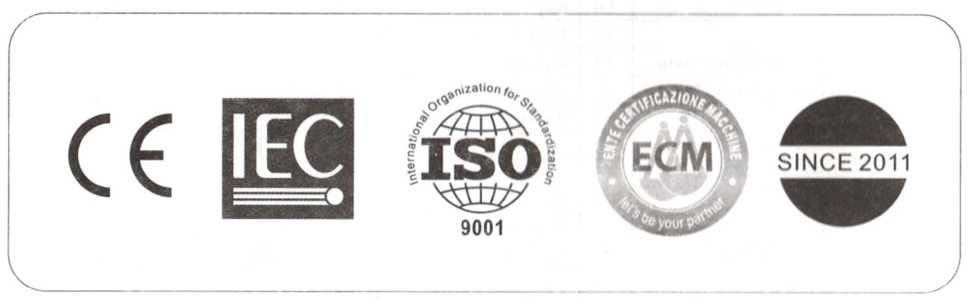 CE
IEC
International Organization for Standardization
ISO
9001
ENTE CERTIFICAZIONE MACCHINE
ECM
let's be your partner
SINCE 2011